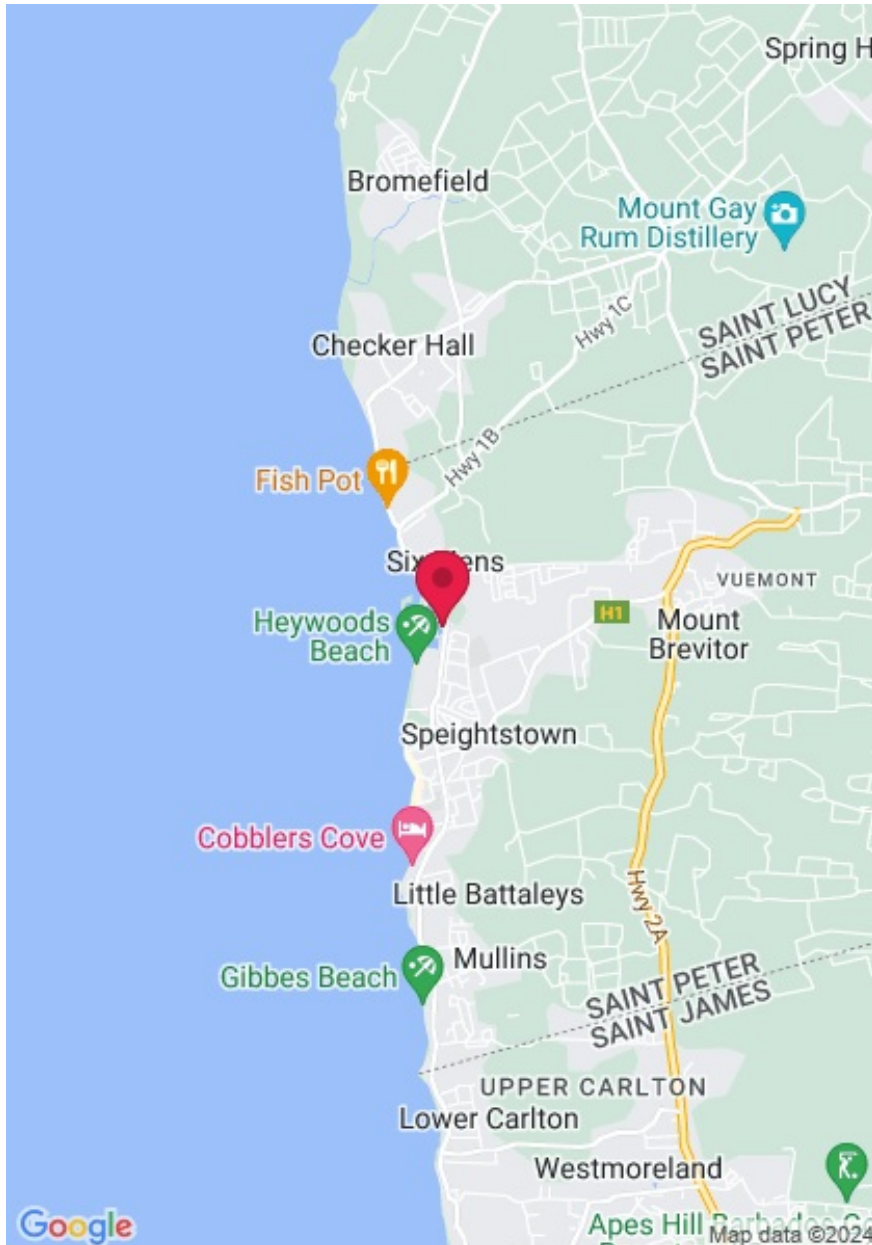 Spring H
Bromefield
Mount Gay
Rum Distillery
SAINT LUCY
SAINT PETER
Hwy 1C
Checker Hall
Hwy 1B
Fish Pot
VUEMONT
H1
Heywoods
Beach
Mount
Brevitor
Speightstown
Cobblers Cove
Hwy 2A
Little Battaleys
Mullins
Gibbes Beach
SAINT PETER
SAINT JAMES
UPPER CARLTON
Lower Carlton
Westmoreland
Apes Hill Barbados
Google
Map data ©2024